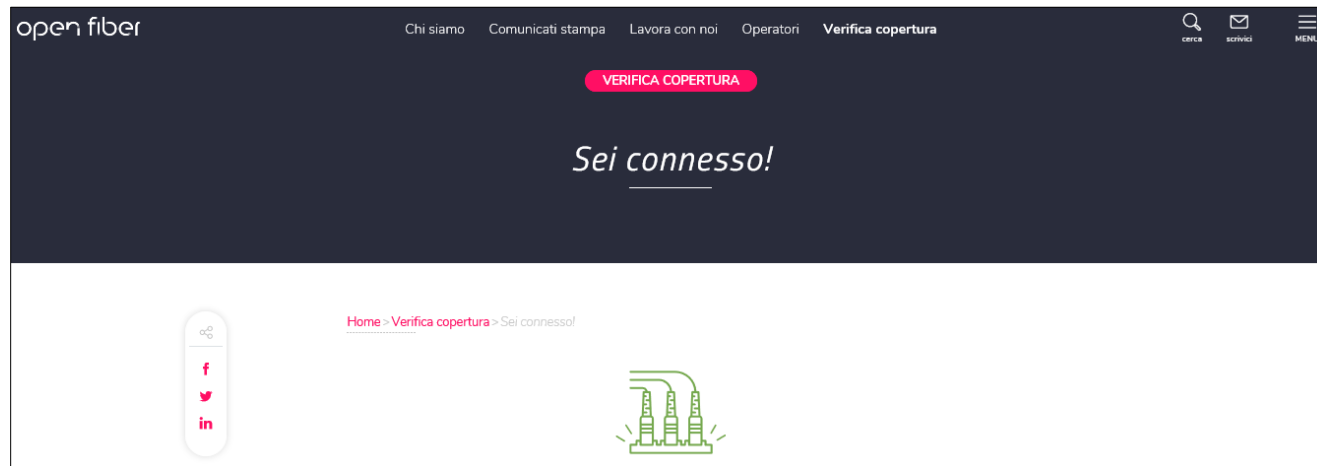 open fiber
Chi siamo Comunicati stampa Lavora con noi Operatori Verifica copertura
cerca scrivici MENU
VERIFICA COPERTURA
Sei connesso!
Home > Verifica copertura > Sei connesso!